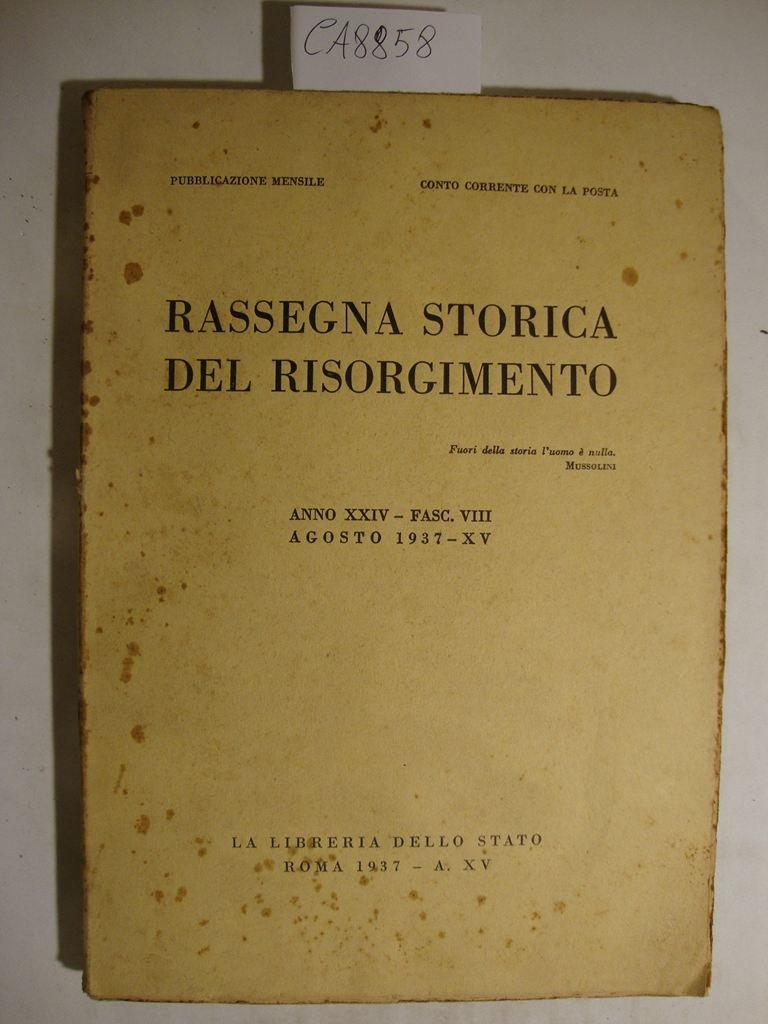 CA8858
PUBBLICAZIONE MENSILE
CONTO CORRENTE CON LA POSTA
RASSEGNA STORICA
DEL RISORGIMENTO
Fuori della storia l'uomo è nulla.
MUSSOLINI
ANNO XXIV – FASC. VIII
AGOSTO 1937–XV
LA LIBRERIA DELLO STATO
ROMA 1937 – A. XV